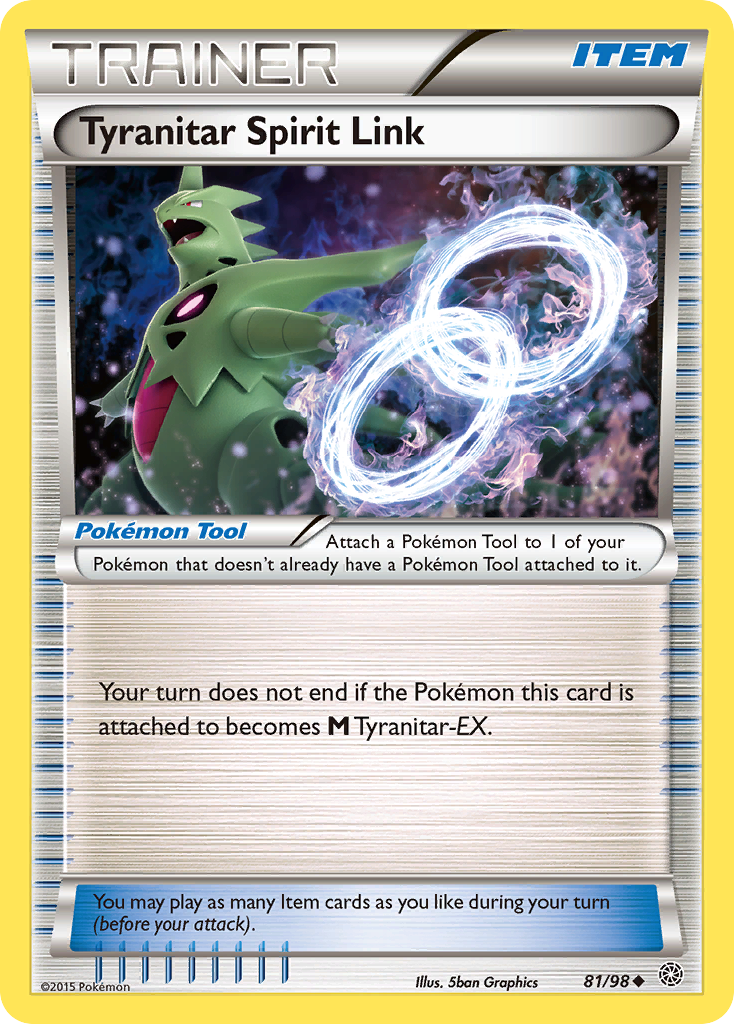 TRAINER
ITEM
Tyranitar Spirit Link
Pokémon Tool
Attach a Pokémon Tool to 1 of your
Pokémon that doesn't already have a Pokémon Tool attached to it.
Your turn does not end if the Pokémon this card is
attached to becomes M Tyranitar-EX.
You may play as many Item cards as you like during your turn
(before your attack).
©2015 Pokémon
Illus. 5ban Graphics
81/98